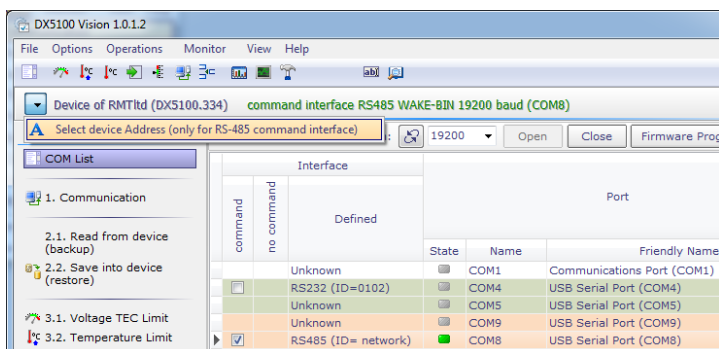 DX5100 Vision 1.0.1.2
File Options Operations Monitor View Help
°C °C ab|
Device of RMTltd (DX5100.334) command interface RS485 WAKE-BIN 19200 baud (COM8)
A Select device Address (only for RS-485 command interface) : 19200 Open Close Firmware Prog
COM List
1. Communication
2.1. Read from device
(backup)
2.2. Save into device
(restore)
3.1. Voltage TEC Limit
3.2. Temperature Limit
Interface Port
command no command Defined State Name Friendly Name
Unknown COM1 Communications Port (COM1)
RS232 (ID=0102) COM4 USB Serial Port (COM4)
Unknown COM5 USB Serial Port (COM5)
Unknown COM9 USB Serial Port (COM9)
RS485 (ID= network) COM8 USB Serial Port (COM8)